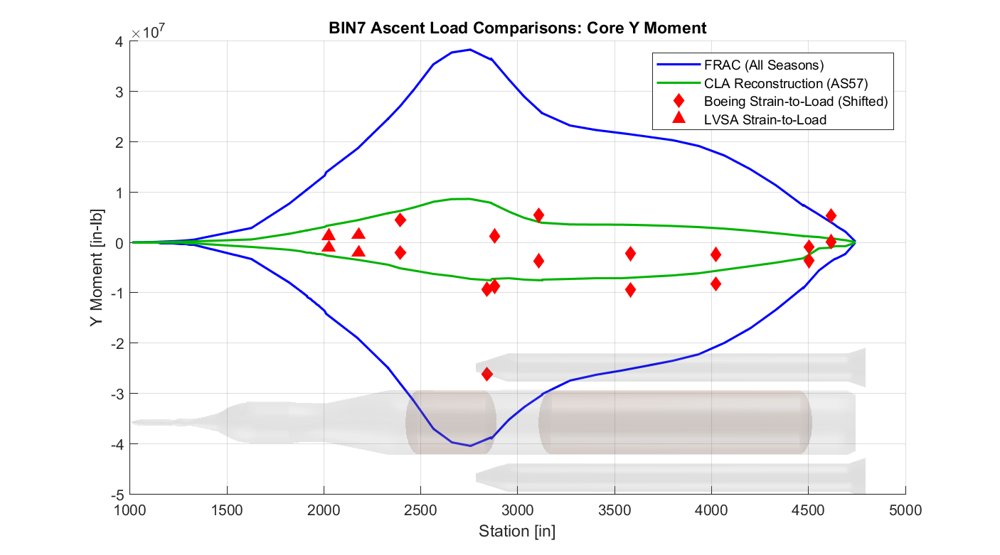 BIN7 Ascent Load Comparisons: Core Y Moment
×10⁷
4
3
2
1
0
-1
-2
-3
-4
-5
Y Moment [in-lb]
FRAC (All Seasons)
CLA Reconstruction (AS57)
Boeing Strain-to-Load (Shifted)
LVSA Strain-to-Load
1000 1500 2000 2500 3000 3500 4000 4500 5000
Station [in]